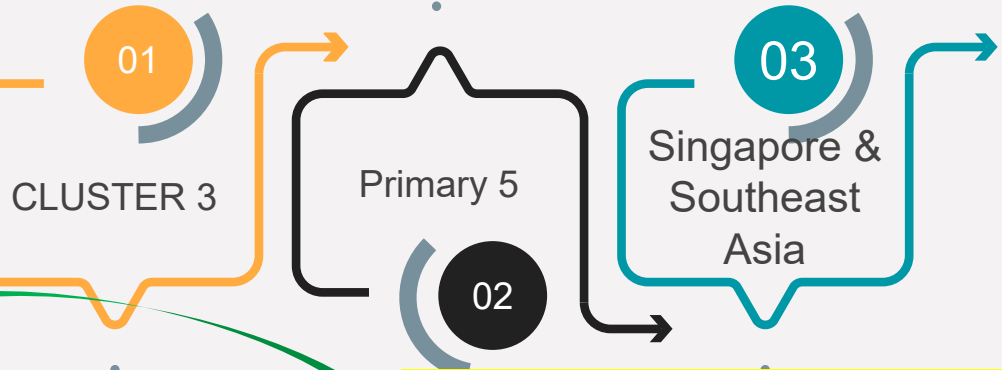 01
CLUSTER 3
Primary 5
02
03
Singapore &
Southeast
Asia